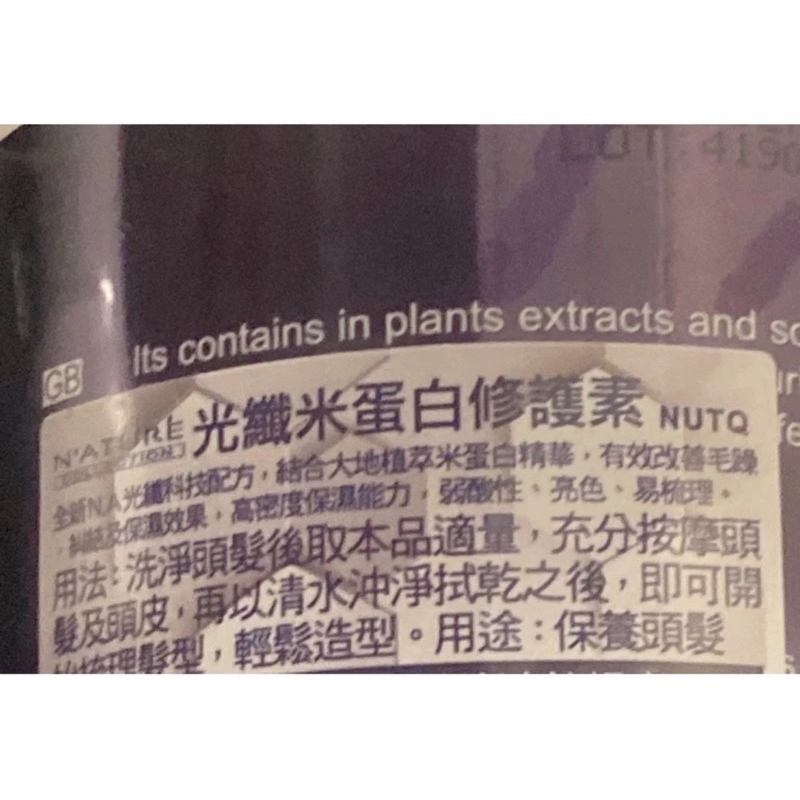 LOT 4190
Its contains in plants extracts and so
GB
N'ATURE
光纖米蛋白修護素 NUTQ
全新N.A光纖科技配方，結合大地植萃米蛋白精華，有效改善毛躁
、糾結及保濕效果，高密度保濕能力，弱酸性、亮色、易梳理。
用法：洗淨頭髮後取本品適量，充分按摩頭
髮及頭皮，再以清水沖淨拭乾之後，即可開
始梳理髮型，輕鬆造型。用途：保養頭髮